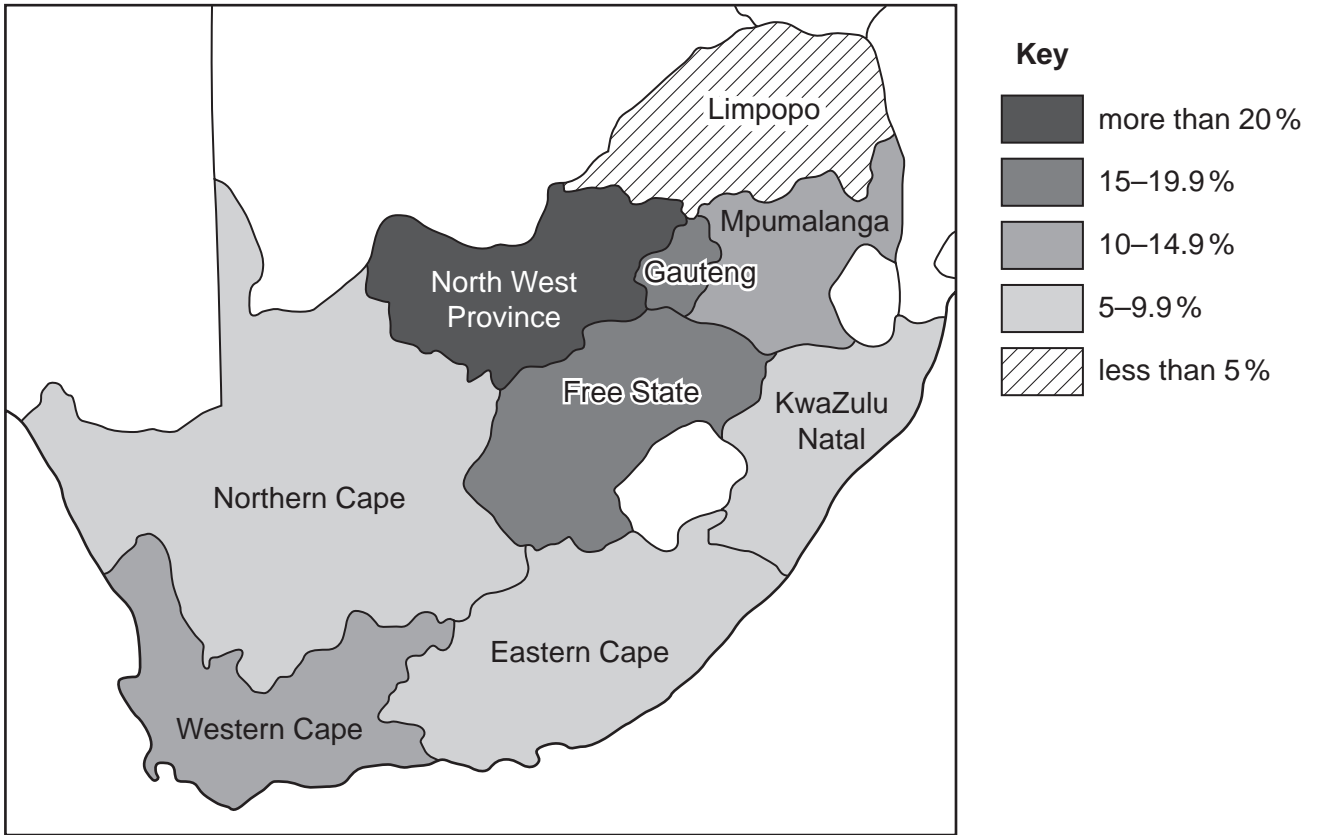 Key
more than 20 %
15–19.9 %
10–14.9 %
5–9.9 %
less than 5 %
Limpopo
Mpumalanga
North West
Province
Gauteng
Free State
KwaZulu
Natal
Northern Cape
Eastern Cape
Western Cape